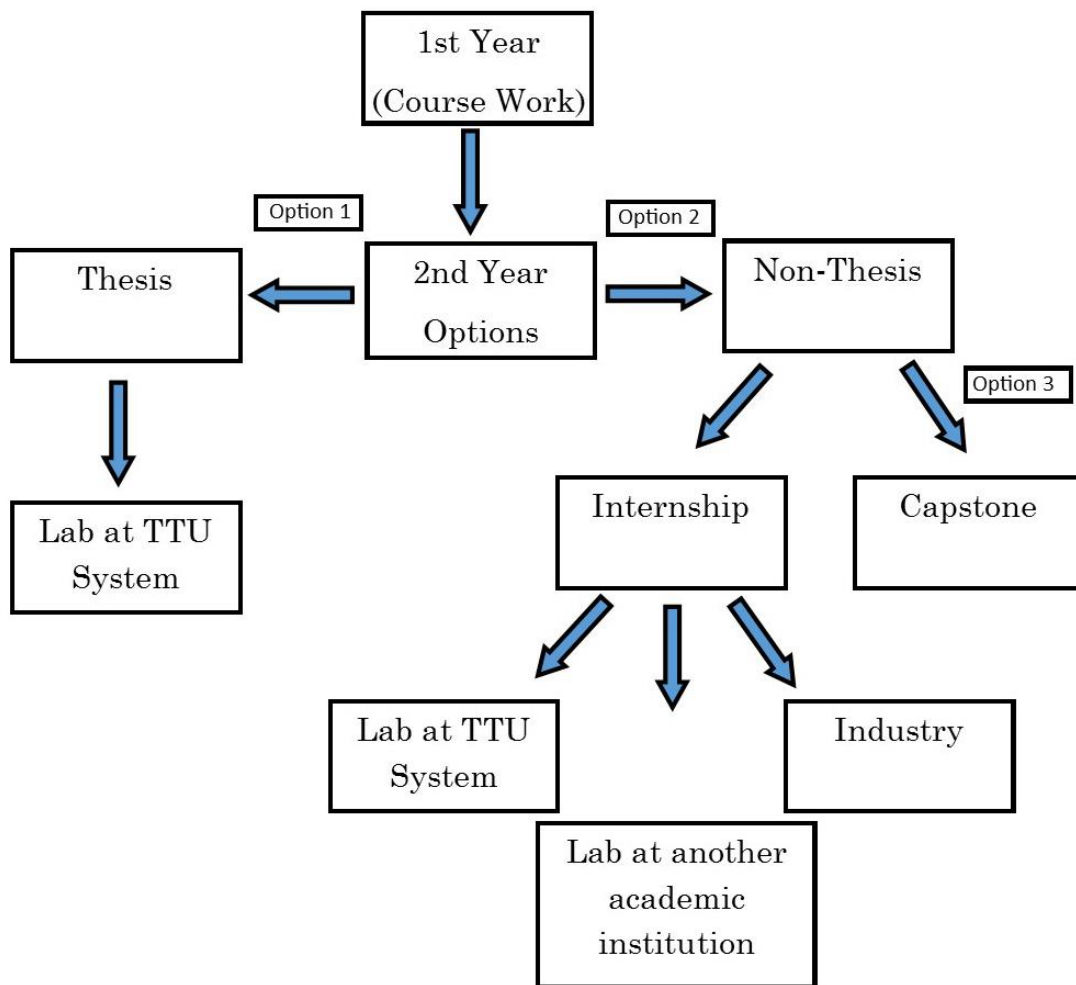 1st Year
(Course Work)
Option 1
Option 2
Thesis
2nd Year
Options
Non-Thesis
Option 3
Lab at TTU
System
Internship
Capstone
Lab at TTU
System
Industry
Lab at another
academic
institution